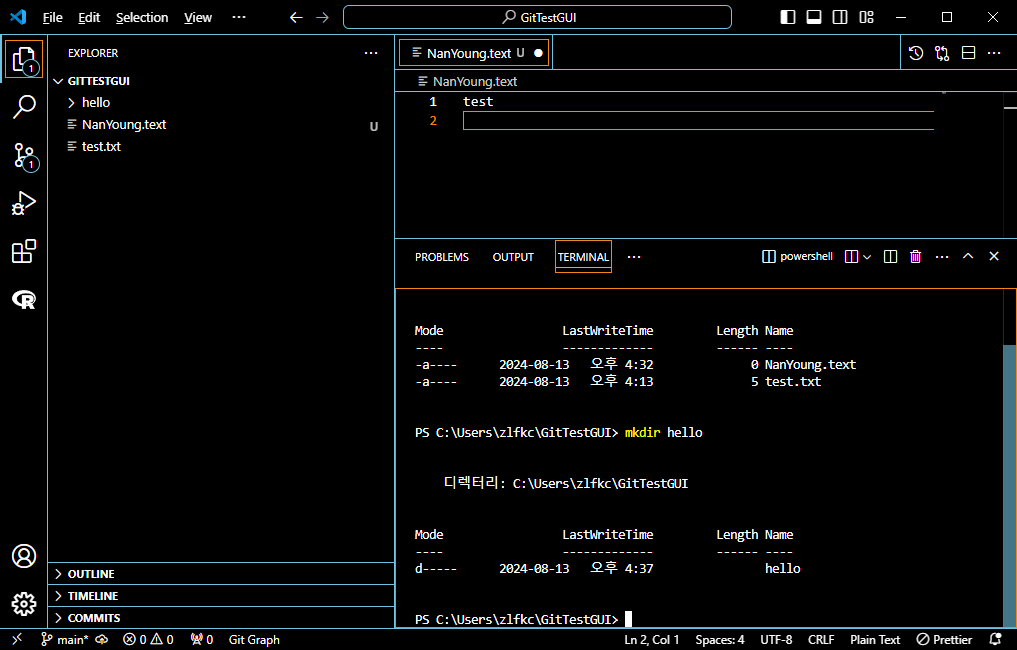 File Edit Selection View ··· GitTestGUI
EXPLORER ···
GITTESTGUI
hello
NanYoung.text U
test.txt
OUTLINE
TIMELINE
COMMITS
1
1
NanYoung.text U
NanYoung.text
1 test
2
PROBLEMS OUTPUT TERMINAL ··· powershell ···
Mode LastWriteTime Length Name
---- ------------- ------ ----
-a---- 2024-08-13 오후 4:32 0 NanYoung.text
-a---- 2024-08-13 오후 4:13 5 test.txt
PS C:\Users\zlfkc\GitTestGUI> mkdir hello
디렉터리: C:\Users\zlfkc\GitTestGUI
Mode LastWriteTime Length Name
---- ------------- ------ ----
d----- 2024-08-13 오후 4:37 hello
PS C:\Users\zlfkc\GitTestGUI>
main* 0 0 0 Git Graph Ln 2, Col 1 Spaces: 4 UTF-8 CRLF Plain Text Prettier